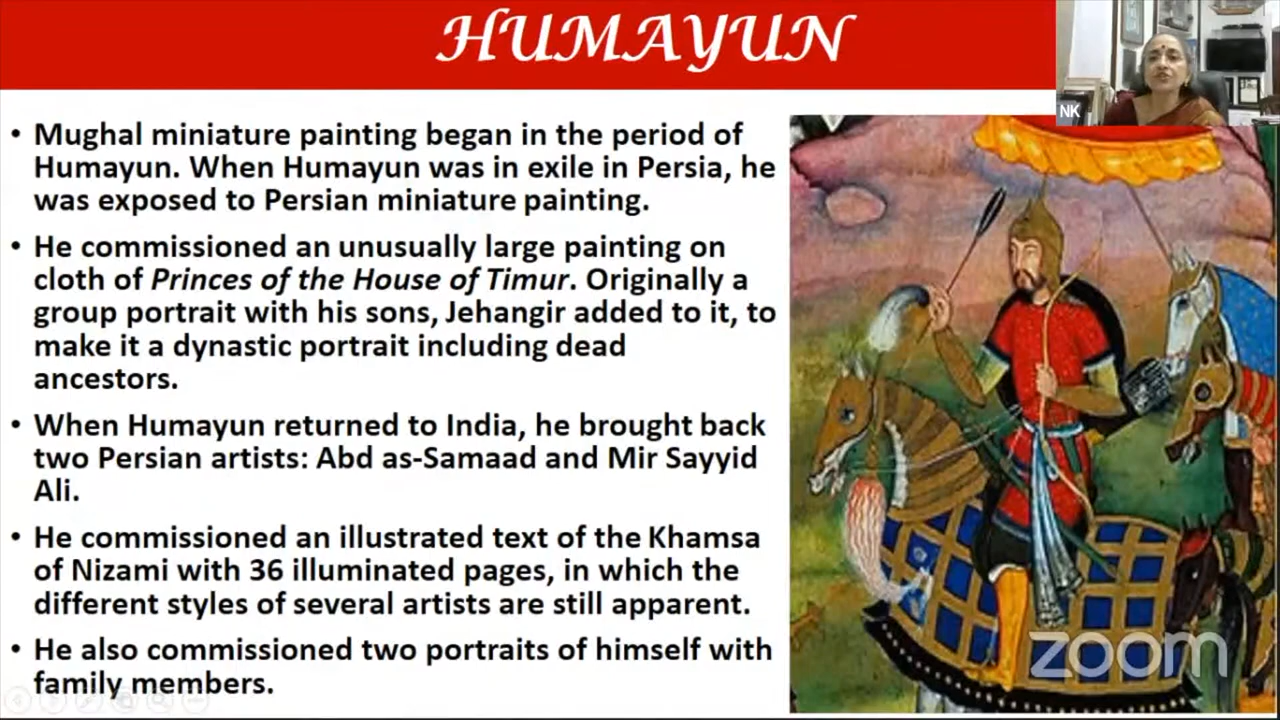 HUMAYUN
NK
• Mughal miniature painting began in the period of
Humayun. When Humayun was in exile in Persia, he
was exposed to Persian miniature painting.
• He commissioned an unusually large painting on
cloth of Princes of the House of Timur. Originally a
group portrait with his sons, Jehangir added to it, to
make it a dynastic portrait including dead
ancestors.
• When Humayun returned to India, he brought back
two Persian artists: Abd as-Samaad and Mir Sayyid
Ali.
• He commissioned an illustrated text of the Khamsa
of Nizami with 36 illuminated pages, in which the
different styles of several artists are still apparent.
• He also commissioned two portraits of himself with
family members.
zoom